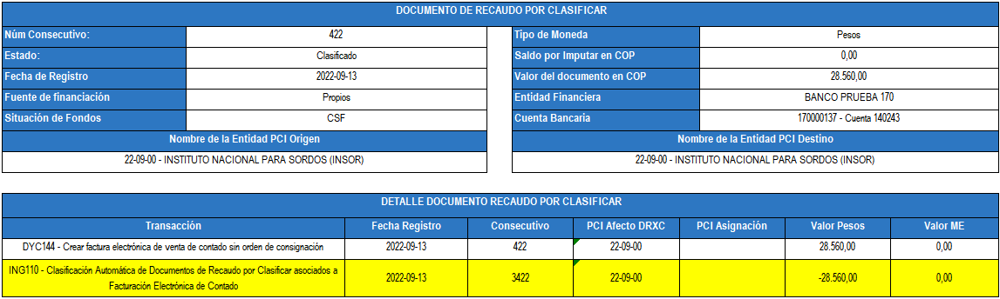 DOCUMENTO DE RECAUDO POR CLASIFICAR
Núm Consecutivo: 422 Tipo de Moneda Pesos
Estado: Clasificado Saldo por Imputar en COP 0,00
Fecha de Registro 2022-09-13 Valor del documento en COP 28.560,00
Fuente de financiación Propios Entidad Financiera BANCO PRUEBA 170
Situación de Fondos CSF Cuenta Bancaria 170000137 - Cuenta 140243
Nombre de la Entidad PCI Origen Nombre de la Entidad PCI Destino
22-09-00 - INSTITUTO NACIONAL PARA SORDOS (INSOR) 22-09-00 - INSTITUTO NACIONAL PARA SORDOS (INSOR)
DETALLE DOCUMENTO RECAUDO POR CLASIFICAR
Transacción Fecha Registro Consecutivo PCI Afecto DRXC PCI Asignación Valor Pesos Valor ME
DYC144 - Crear factura electrónica de venta de contado sin orden de consignación 2022-09-13 422 22-09-00 28.560,00 0,00
ING110 - Clasificación Automática de Documentos de Recaudo por Clasificar asociados a
Facturación Electrónica de Contado 2022-09-13 3422 22-09-00 -28.560,00 0,00